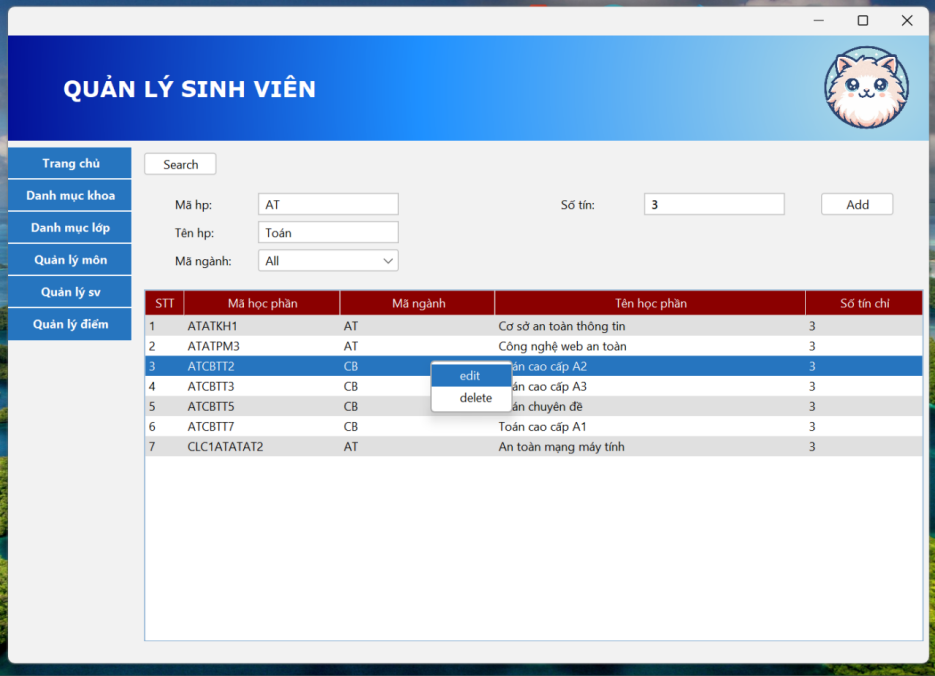 QUẢN LÝ SINH VIÊN
Trang chủ
Danh mục khoa
Danh mục lớp
Quản lý môn
Quản lý sv
Quản lý điểm
Search
Mã hp: AT Số tín: 3 Add
Tên hp: Toán
Mã ngành: All
STT Mã học phần Mã ngành Tên học phần Số tín chỉ
1 ATATKH1 AT Cơ sở an toàn thông tin 3
2 ATATPM3 AT Công nghệ web an toàn 3
3 ATCBTT2 CB án cao cấp A2 3
edit
4 ATCBTT3 CB án cao cấp A3 3
delete
5 ATCBTT5 CB án chuyên đề 3
6 ATCBTT7 CB Toán cao cấp A1 3
7 CLC1ATATAT2 AT An toàn mạng máy tính 3